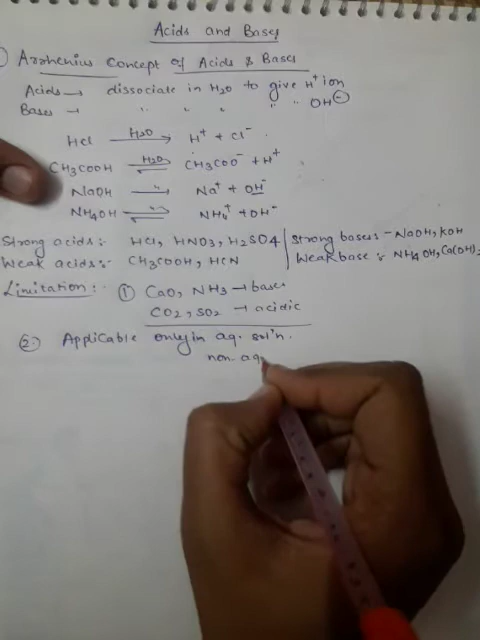 Acids and Bases
Arrhenius Concept of Acids & Bases
Acids → dissociate in H2O to give H+ ion
Bases → " " " " " OH-
HCl H2O→ H+ + Cl-.
CH3COOH H2O⇌ CH3COO- + H+
NaOH "→ Na+ + OH-
NH4OH "⇌ NH4+ + OH-
Strong acids:- HCl, HNO3, H2SO4 | Strong bases:- NaOH, KOH
Weak acids:- CH3COOH, HCN | Weak base: NH4OH, Ca(OH)2
Limitation:- ① CaO, NH3 → bases
CO2, SO2 → acidic
②: Applicable only in aq. sol'n.
non. aq.